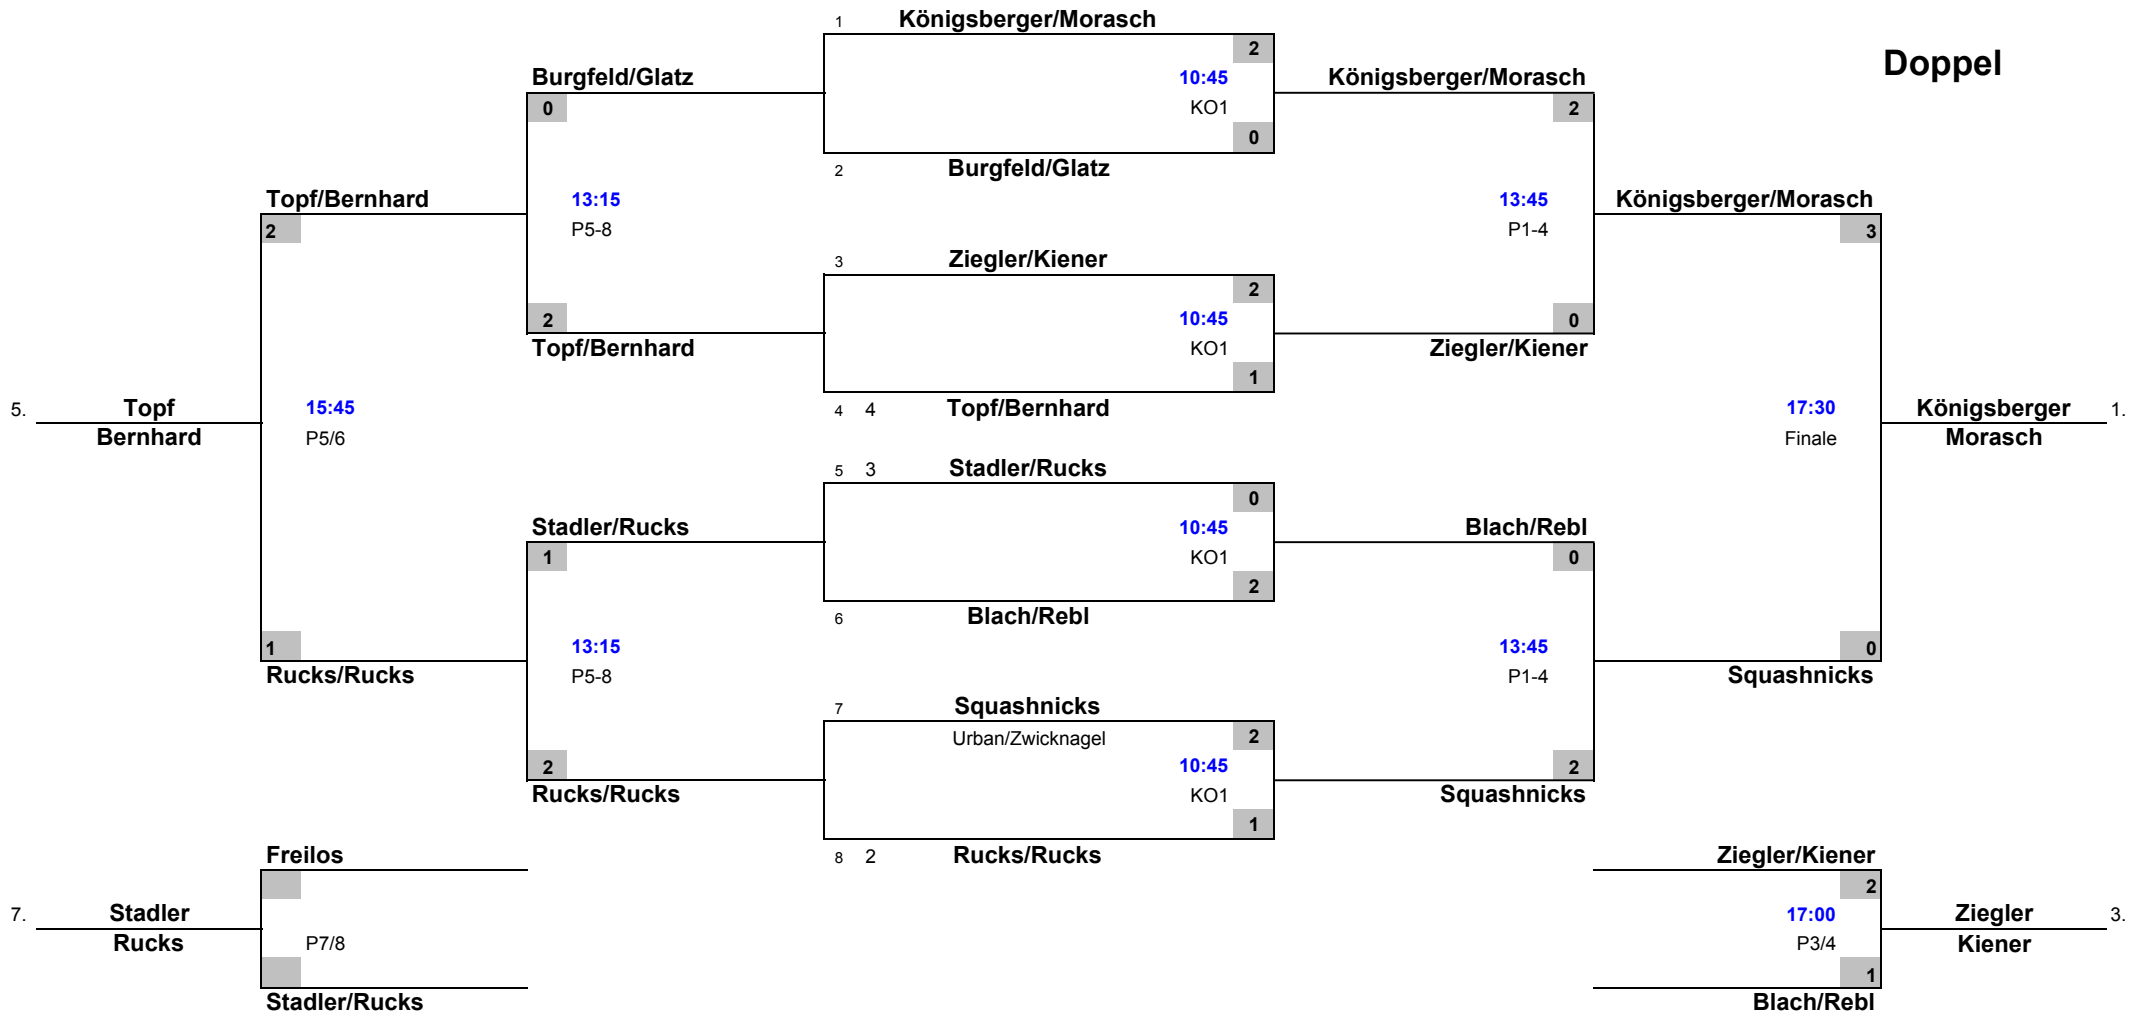 1 Königsberger/Morasch
2
Doppel
Burgfeld/Glatz
10:45
Königsberger/Morasch
0
KO1
2
0
2 Burgfeld/Glatz
Topf/Bernhard
13:15
13:45
Königsberger/Morasch
2
P5-8
P1-4
3
3 Ziegler/Kiener
2
2
10:45
0
Topf/Bernhard
KO1
Ziegler/Kiener
1
5. Topf
Bernhard
15:45
P5/6
4 4 Topf/Bernhard
17:30
Finale
Königsberger 1.
Morasch
5 3 Stadler/Rucks
0
Stadler/Rucks
10:45
Blach/Rebl
1
KO1
0
2
6 Blach/Rebl
1
13:15
13:45
0
Rucks/Rucks
P5-8
P1-4
Squashnicks
7 Squashnicks
Urban/Zwicknagel
2
2
10:45
2
Rucks/Rucks
KO1
Squashnicks
1
8 2 Rucks/Rucks
Freilos
Ziegler/Kiener
2
7. Stadler
Rucks
P7/8
17:00
P3/4
Ziegler 3.
Kiener
1
Stadler/Rucks
Blach/Rebl